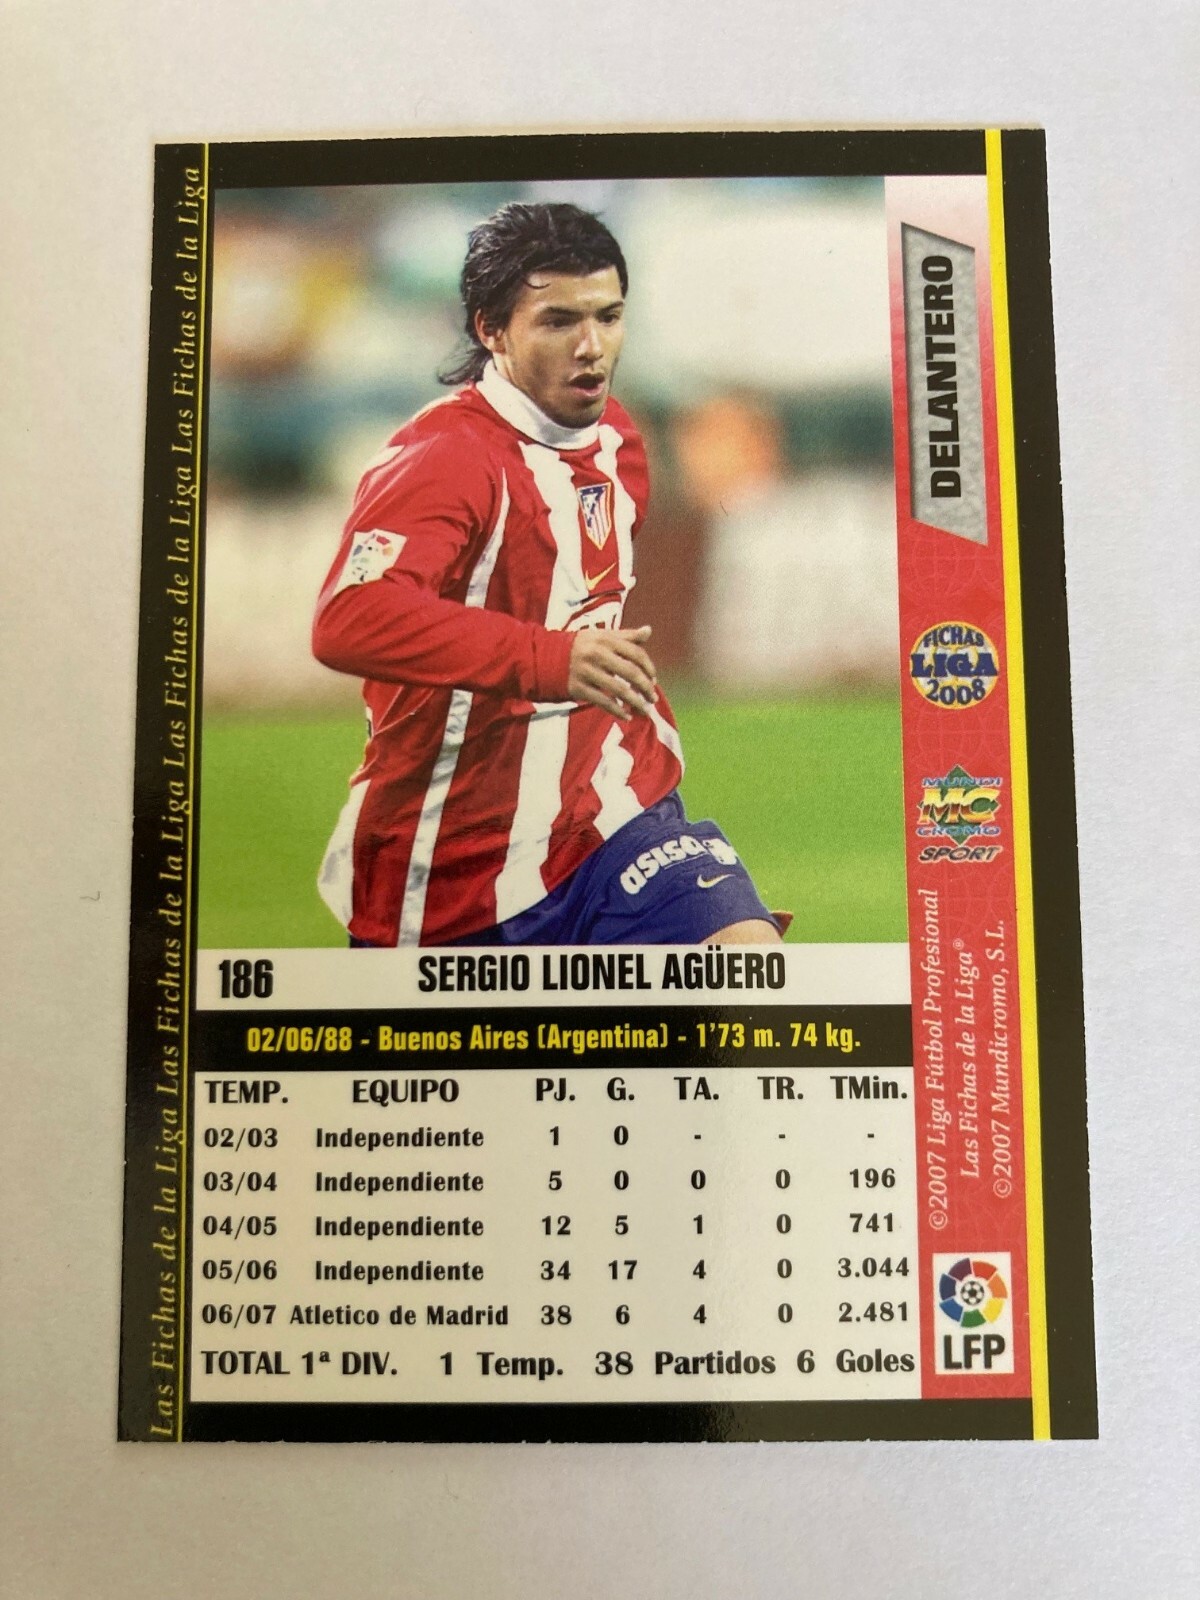 Las Fichas de la Liga Las Fichas de la Liga Las Fichas de la Liga Las Fichas de la Liga Las Fichas de la Liga
DELANTERO
FICHAS
LIGA
2008
MUNDI
MC
CROMO
SPORT
©2007 Liga Fútbol Profesional
Las Fichas de la Liga®
©2007 Mundicromo, S.L.
LFP
186 SERGIO LIONEL AGÜERO
02/06/88 - Buenos Aires (Argentina) - 1'73 m. 74 kg.
TEMP. EQUIPO PJ. G. TA. TR. TMin.
02/03 Independiente 1 0 - - -
03/04 Independiente 5 0 0 0 196
04/05 Independiente 12 5 1 0 741
05/06 Independiente 34 17 4 0 3.044
06/07 Atletico de Madrid 38 6 4 0 2.481
TOTAL 1ª DIV. 1 Temp. 38 Partidos 6 Goles